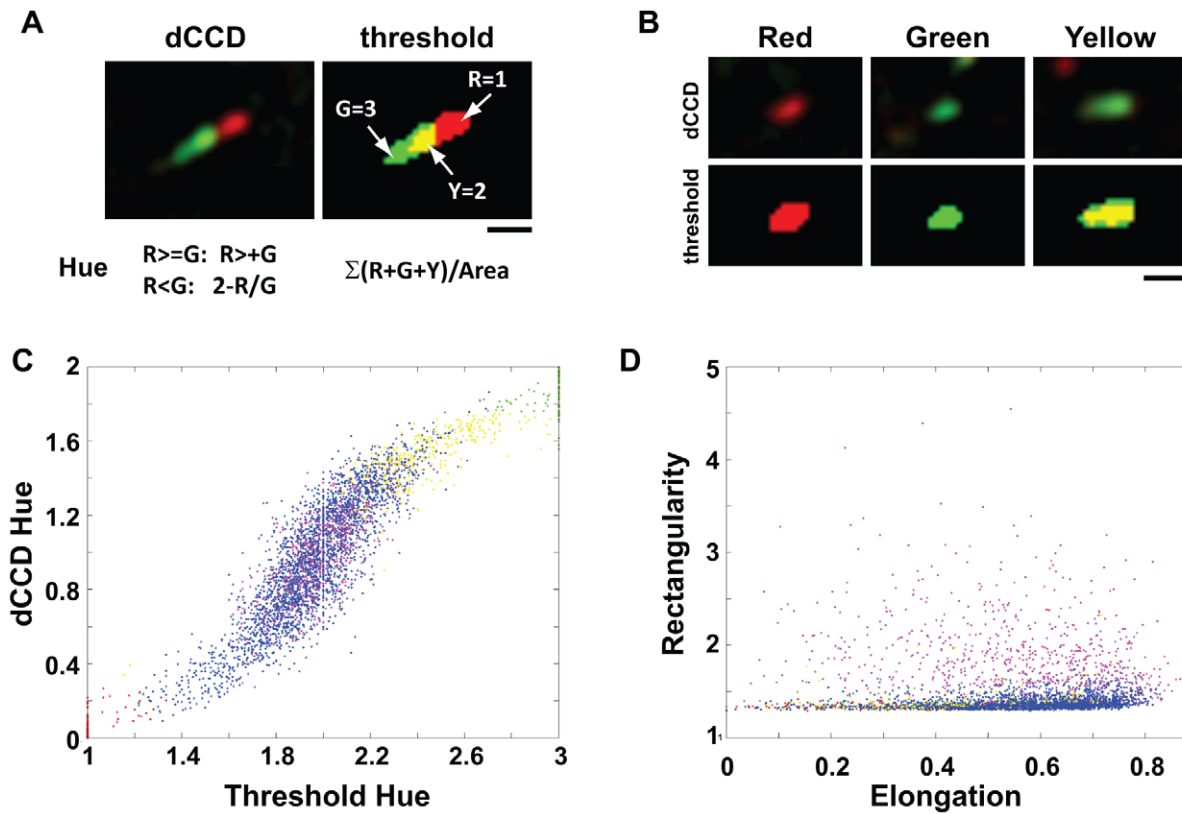 A
dCCD
threshold
R=1
G=3
Y=2
Hue
R>=G: R>+G
R<G: 2-R/G
Σ(R+G+Y)/Area
B
Red
Green
Yellow
dCCD
threshold
C
dCCD Hue
2
1.6
1.2
0.8
0.4
0
1
1.4
1.8
2.2
2.6
3
Threshold Hue
D
Rectangularity
5
4
3
2
1
1
0
0.2
0.4
0.6
0.8
Elongation